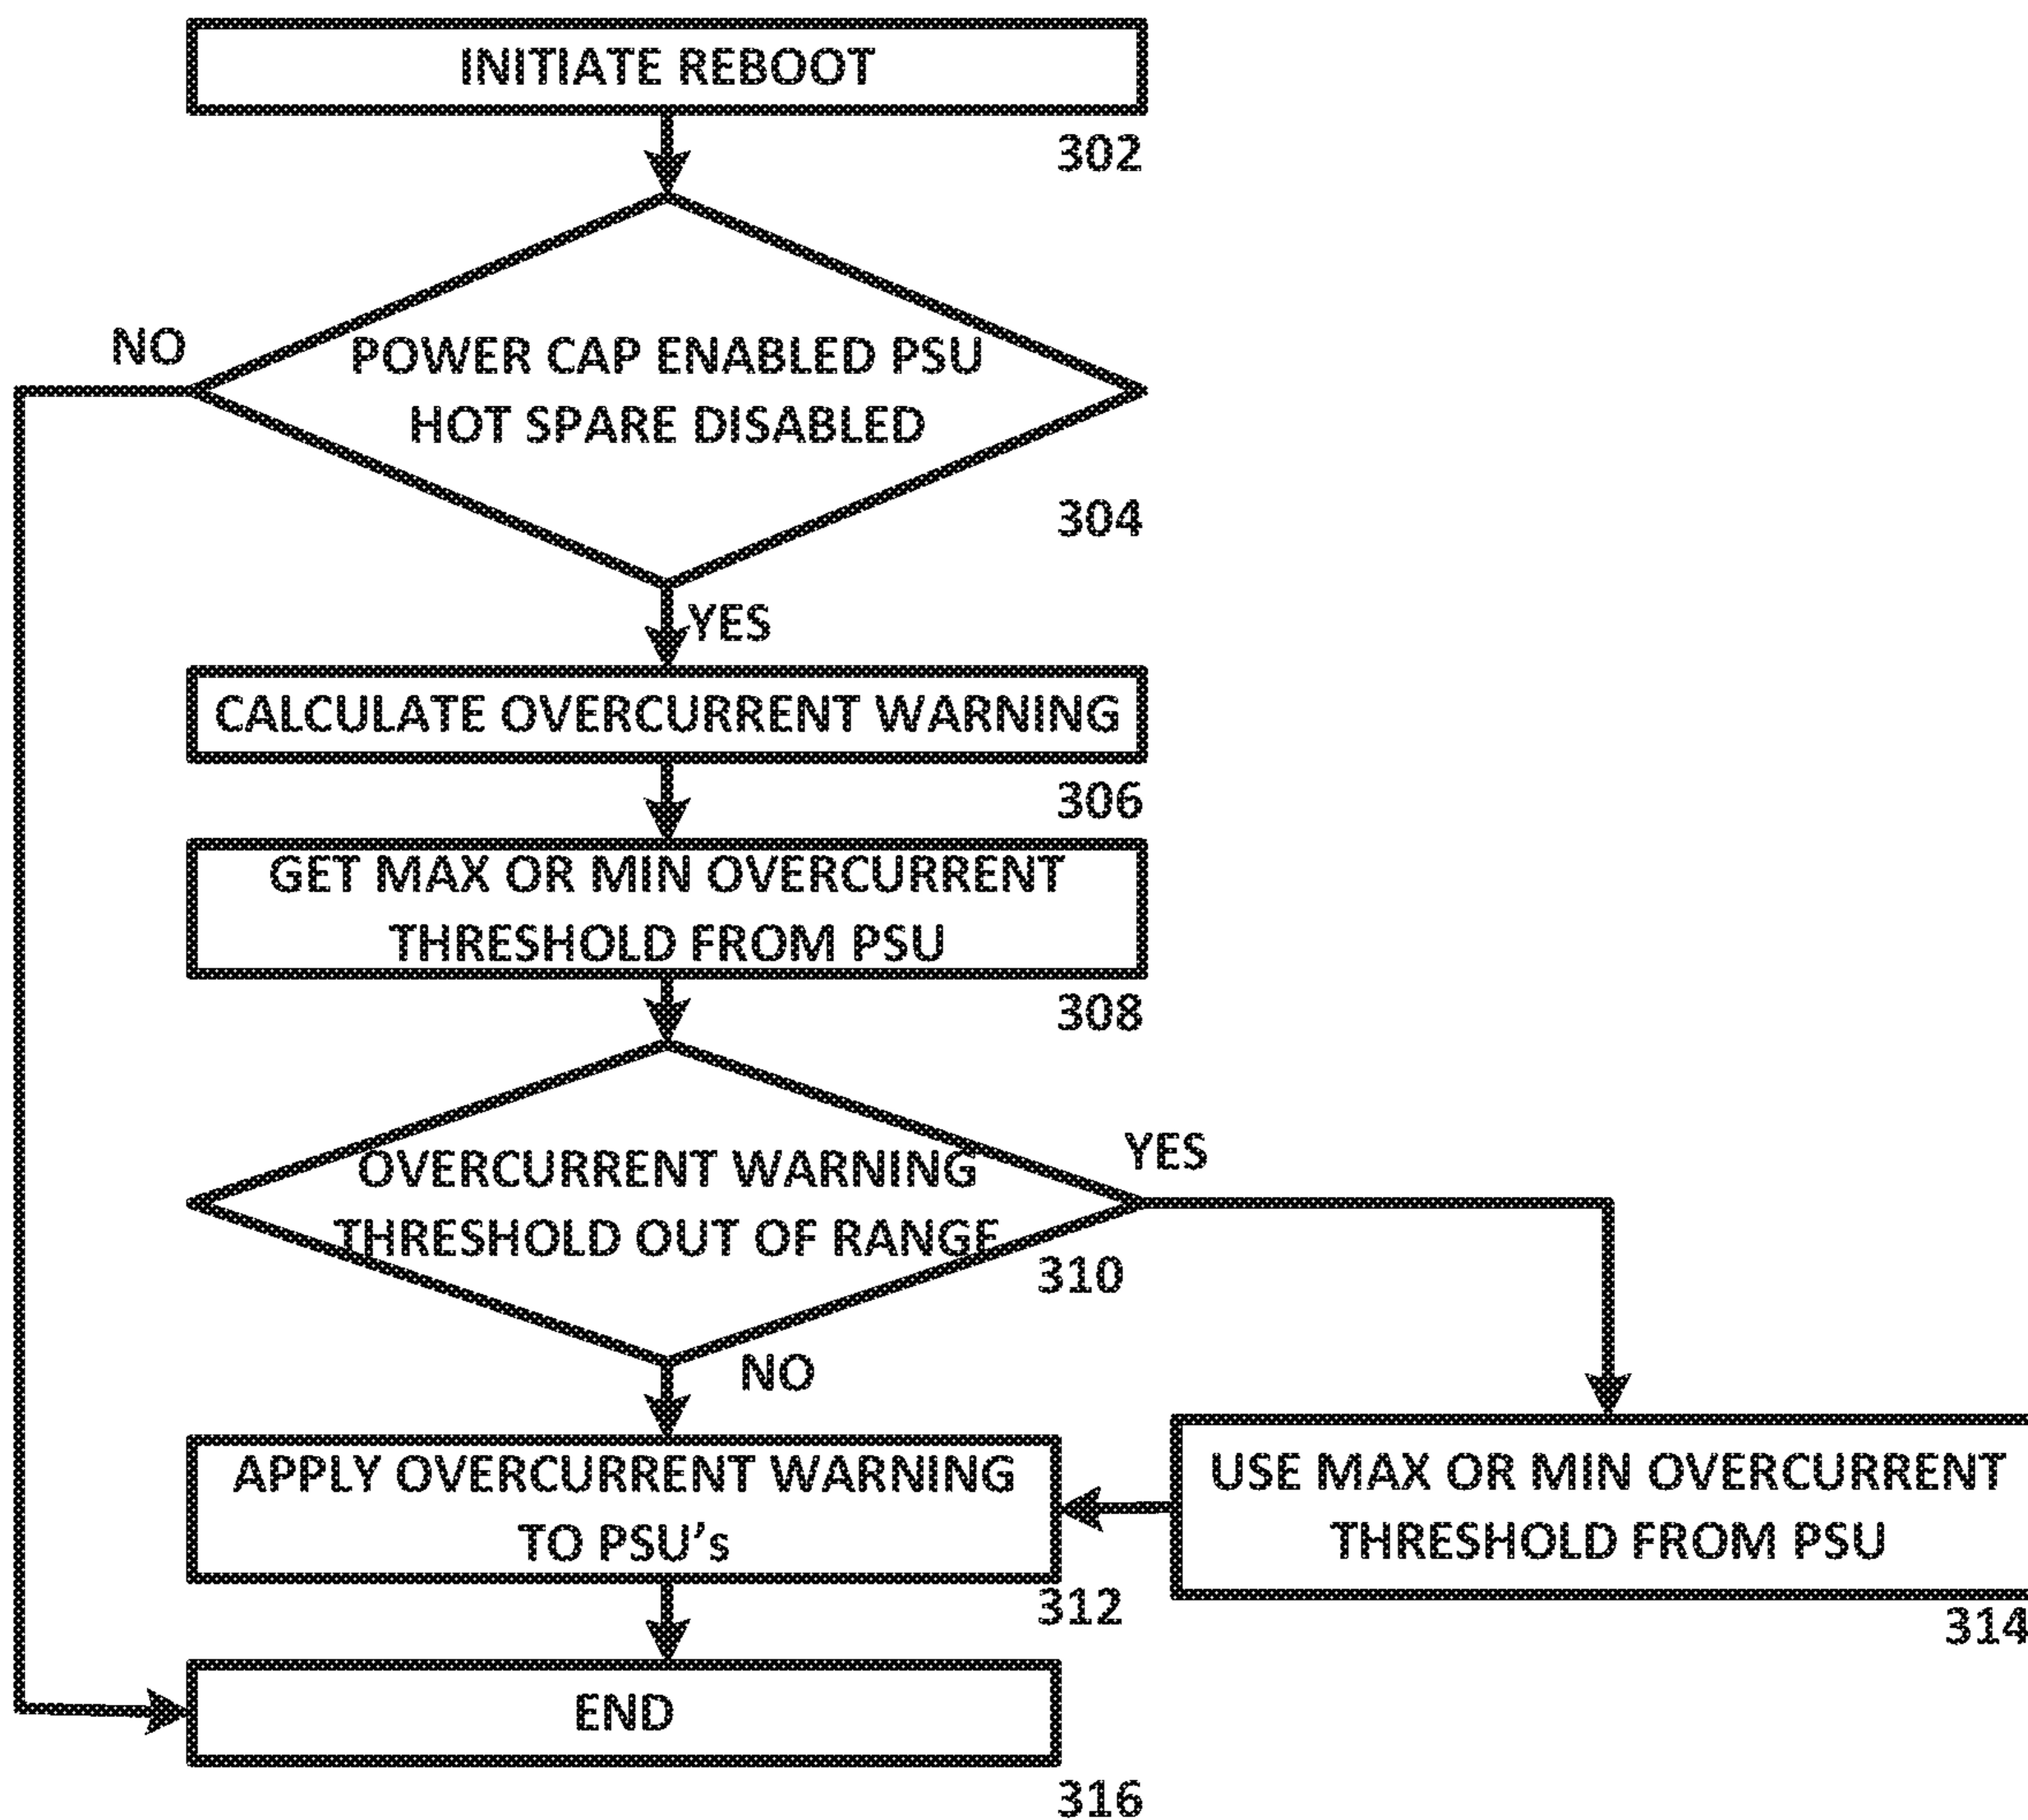 INITIATE REBOOT
302
NO
POWER CAP ENABLED PSU
HOT SPARE DISABLED
304
YES
CALCULATE OVERCURRENT WARNING
306
GET MAX OR MIN OVERCURRENT
THRESHOLD FROM PSU
308
OVERCURRENT WARNING
THRESHOLD OUT OF RANGE
YES
310
NO
APPLY OVERCURRENT WARNING
TO PSU's
312
USE MAX OR MIN OVERCURRENT
THRESHOLD FROM PSU
314
END
316